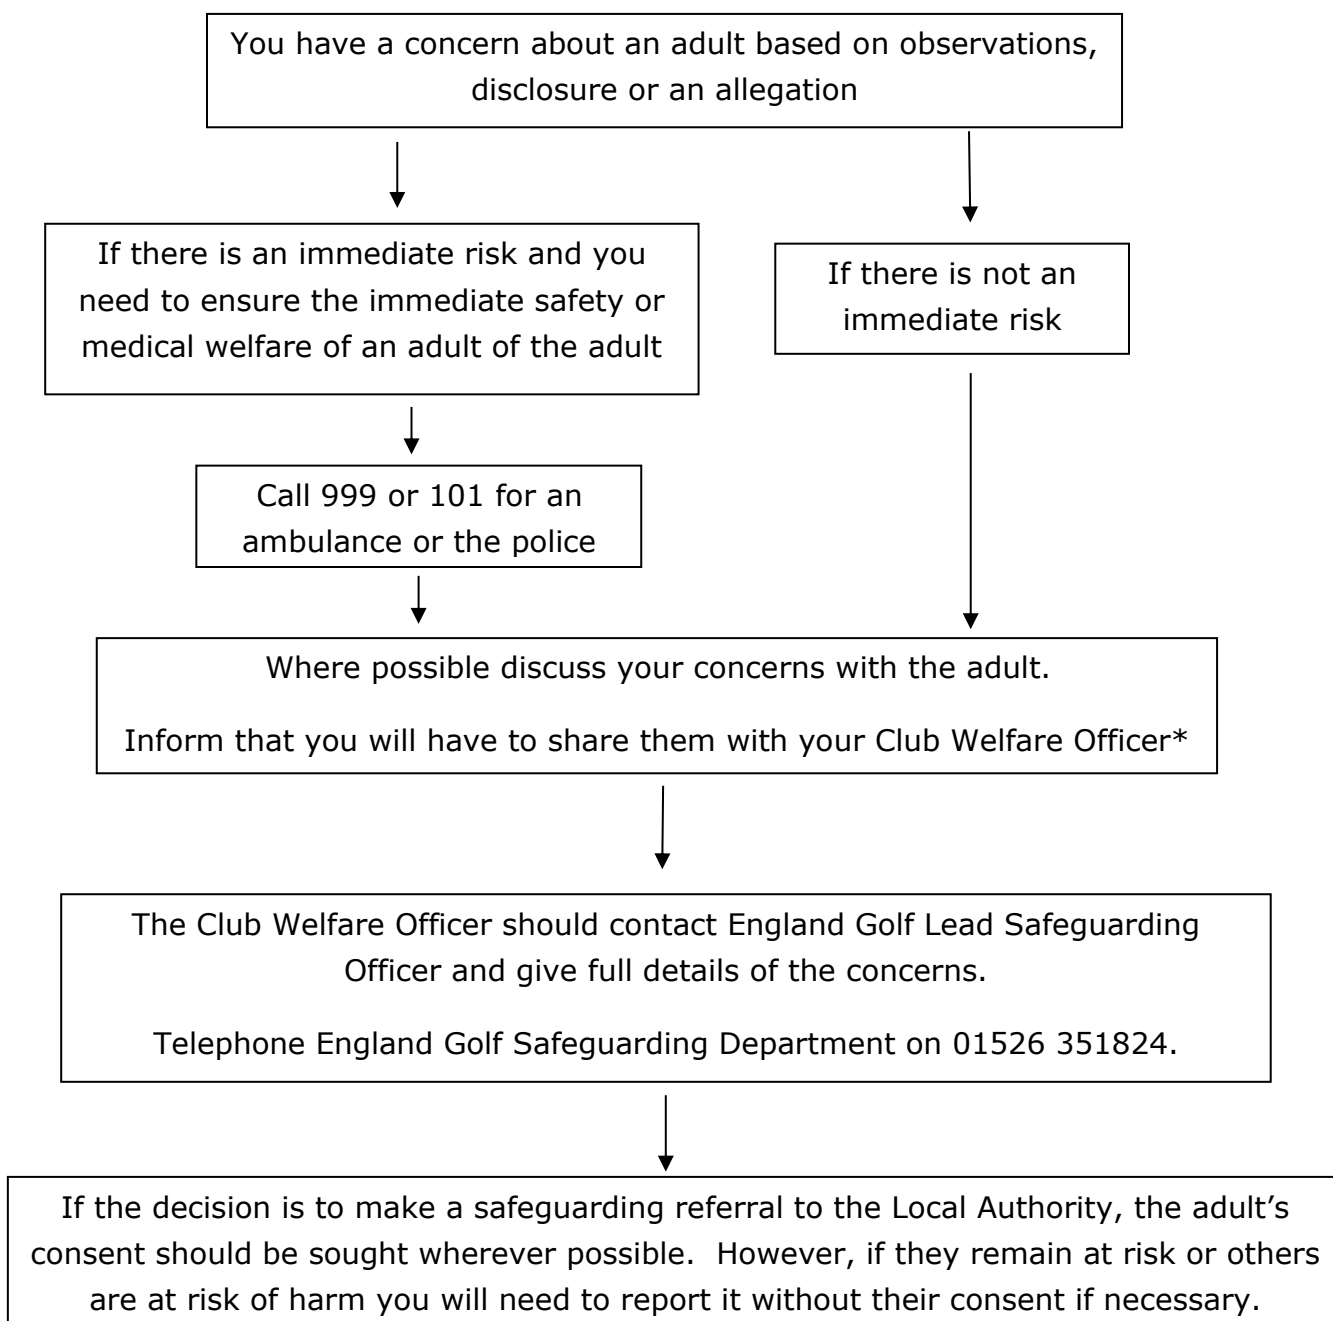 You have a concern about an adult based on observations,
disclosure or an allegation
If there is an immediate risk and you
need to ensure the immediate safety or
medical welfare of an adult of the adult
If there is not an
immediate risk
Call 999 or 101 for an
ambulance or the police
Where possible discuss your concerns with the adult.
Inform that you will have to share them with your Club Welfare Officer*
The Club Welfare Officer should contact England Golf Lead Safeguarding
Officer and give full details of the concerns.
Telephone England Golf Safeguarding Department on 01526 351824.
If the decision is to make a safeguarding referral to the Local Authority, the adult’s
consent should be sought wherever possible.  However, if they remain at risk or others
are at risk of harm you will need to report it without their consent if necessary.